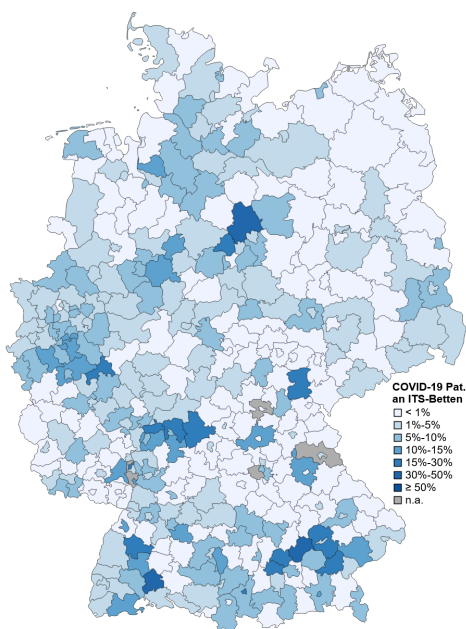 COVID-19 Pat.
an ITS-Betten
< 1%
1%-5%
5%-10%
10%-15%
15%-30%
30%-50%
≥ 50%
n.a.